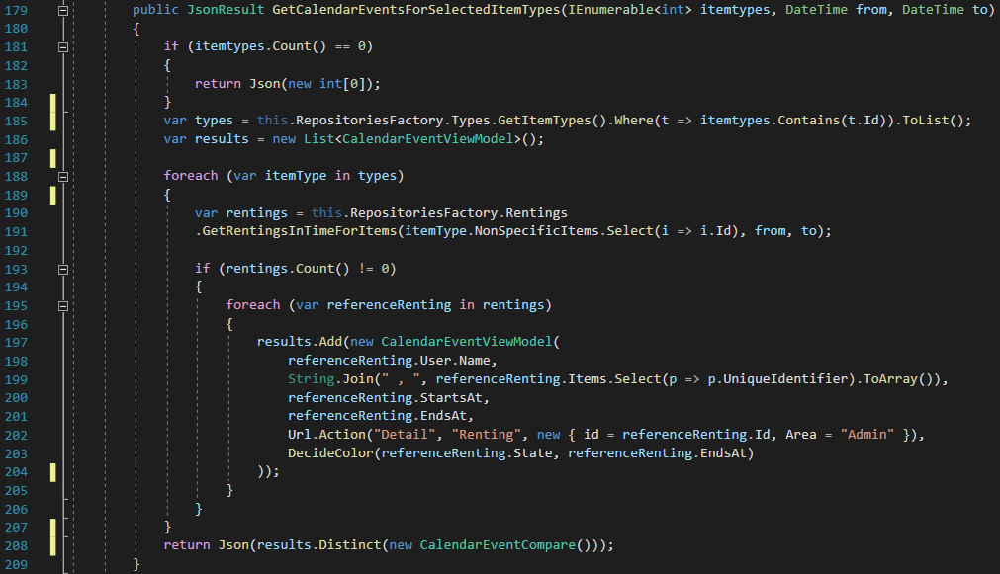 179 public JsonResult GetCalendarEventsForSelectedItemTypes(IEnumerable<int> itemtypes, DateTime from, DateTime to)
180 {
181 if (itemtypes.Count() == 0)
182 {
183 return Json(new int[0]);
184 }
185 var types = this.RepositoriesFactory.Types.GetItemTypes().Where(t => itemtypes.Contains(t.Id)).ToList();
186 var results = new List<CalendarEventViewModel>();
187
188 foreach (var itemType in types)
189 {
190 var rentings = this.RepositoriesFactory.Rentings
191 .GetRentingsInTimeForItems(itemType.NonSpecificItems.Select(i => i.Id), from, to);
192
193 if (rentings.Count() != 0)
194 {
195 foreach (var referenceRenting in rentings)
196 {
197 results.Add(new CalendarEventViewModel(
198 referenceRenting.User.Name,
199 String.Join(" , ", referenceRenting.Items.Select(p => p.UniqueIdentifier).ToArray()),
200 referenceRenting.StartsAt,
201 referenceRenting.EndsAt,
202 Url.Action("Detail", "Renting", new { id = referenceRenting.Id, Area = "Admin" }),
203 DecideColor(referenceRenting.State, referenceRenting.EndsAt)
204 ));
205 }
206 }
207 }
208 return Json(results.Distinct(new CalendarEventCompare()));
209 }